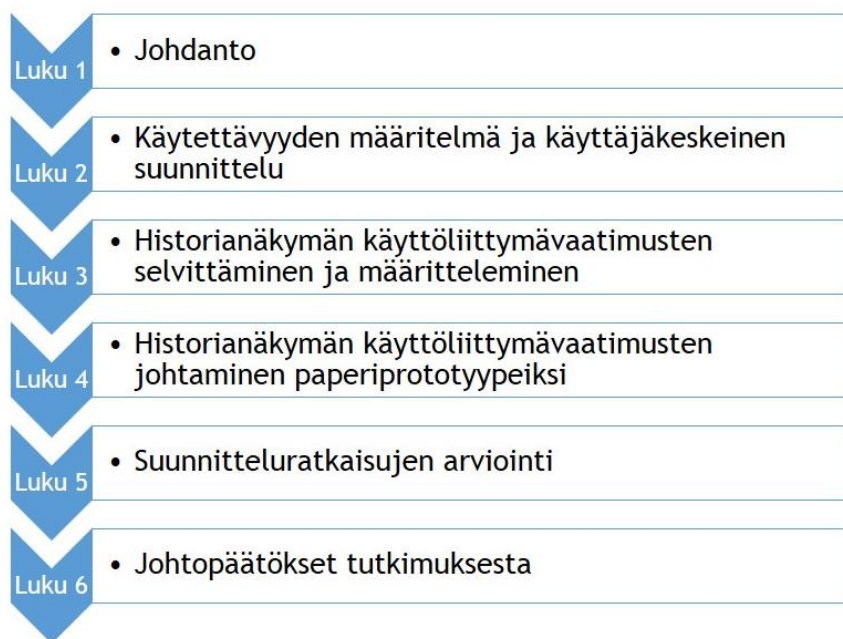 Luku 1
• Johdanto
Luku 2
• Käytettävyyden määritelmä ja käyttäjäkeskeinen
suunnittelu
Luku 3
• Historianäkymän käyttöliittymävaatimusten
selvittäminen ja määritteleminen
Luku 4
• Historianäkymän käyttöliittymävaatimusten
johtaminen paperiprototyypeiksi
Luku 5
• Suunnitteluratkaisujen arviointi
Luku 6
• Johtopäätökset tutkimuksesta